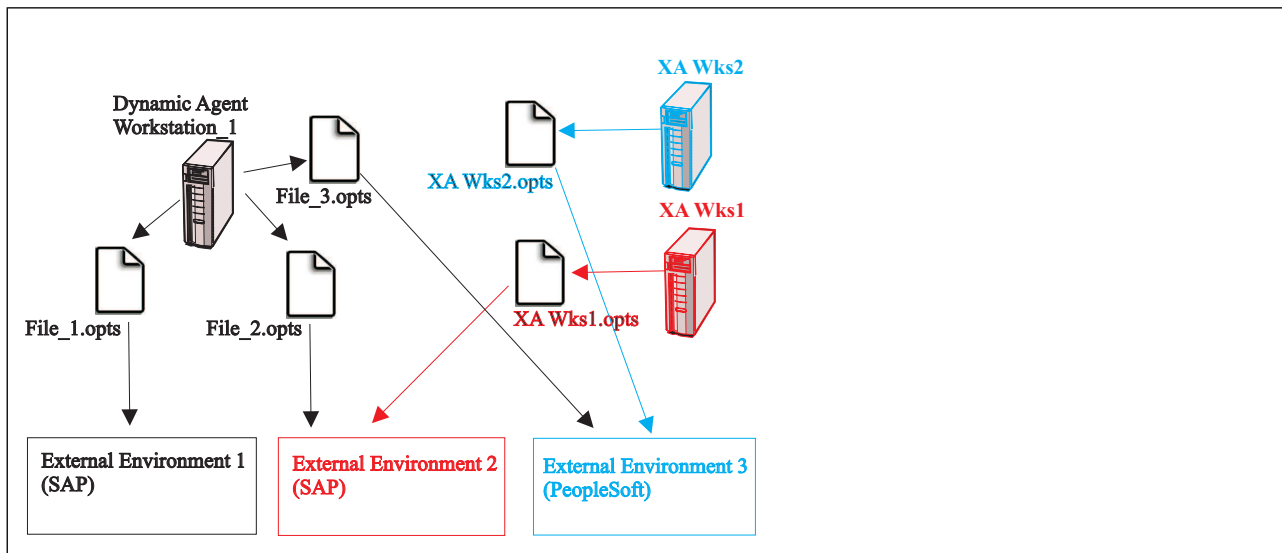 XA Wks2
Dynamic Agent
Workstation_1
XA Wks2.opts
File_3.opts
XA Wks1
XA Wks1.opts
File_1.opts
File_2.opts
External Environment 1
(SAP)
External Environment 2
(SAP)
External Environment 3
(PeopleSoft)